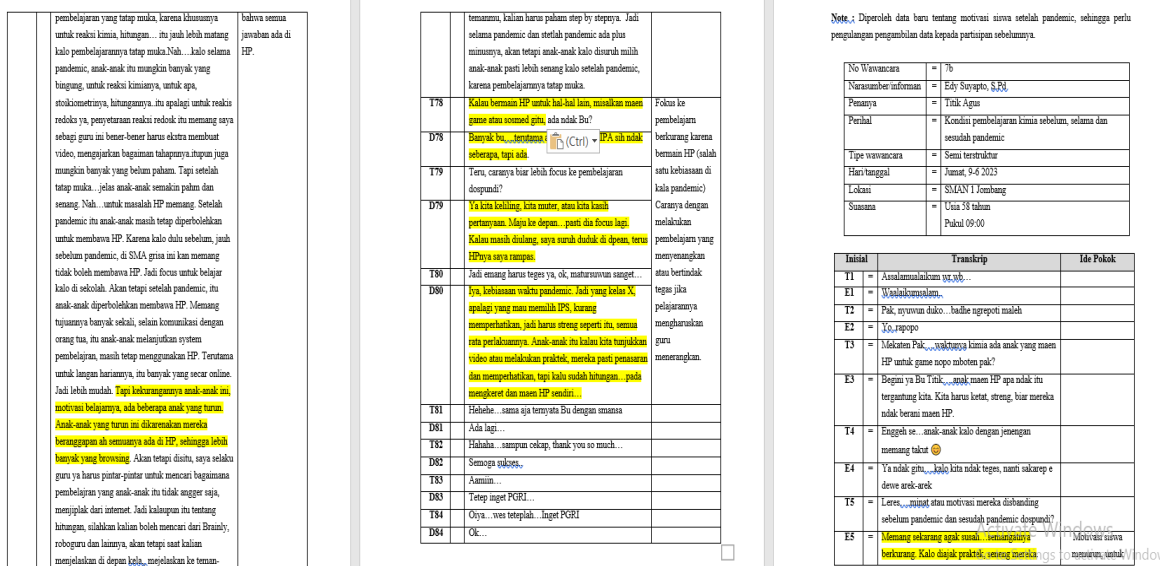 pembelajaran yang tatap muka, karena khususnya
untuk reaksi kimia, hitungan… itu jauh lebih matang
kalo pembelajarannya tatap muka.Nah….kalo selama
pandemic, anak-anak itu mungkin banyak yang
bingung, untuk reaksi kimianya, untuk apa,
stoikiometrinya, hitungannya..itu apalagi untuk reakis
redoks ya, penyetaraan reaksi redosk itu memang saya
sebagi guru ini bener-bener harus ekstra membuat
video, mengajarkan bagaiman tahapnnya.itupun juga
mungkin banyak yang belum paham. Tapi setelah
tatap muka…jelas anak-anak semakin pahm dan
senang. Nah…untuk masalah HP memang. Setelah
pandemic itu anak-anak masih tetap diperbolehkan
untuk membawa HP. Karena kalo dulu sebelum, jauh
sebelum pandemic, di SMA grisa ini kan memang
tidak boleh membawa HP. Jadi focus untuk belajar
kalo di sekolah. Akan tetapi setelah pandemic, itu
anak-anak diperbolehkan membawa HP. Memang
tujuannya banyak sekali, selain komunikasi dengan
orang tua, itu anak-anak melanjutkan system
pembelajran, masih tetap menggunakan HP. Terutama
untuk langan hariannya, itu banyak yang secar online.
Jadi lebih mudah. Tapi kekurangannya anak-anak ini,
motivasi belajarnya, ada beberapa anak yang turun.
Anak-anak yang turun ini dikarenakan mereka
beranggapan ah semuanya ada di HP, sehingga lebih
banyak yang browsing. Akan tetapi disitu, saya selaku
guru ya harus pintar-pintar untuk mencari bagaimana
pembelajran yang anak-anak itu tidak angger saja,
menjiplak dari internet. Jadi kalaupun itu tentang
hitungan, silahkan kalian boleh mencari dari Brainly,
roboguru dan lainnya, akan tetapi saat kalian
menjelaskan di depan kela,, mejelaskan ke teman-
bahwa semua
jawaban ada di
HP.
temanmu, kalian harus paham step by stepnya. Jadi
selama pandemic dan stetlah pandemic ada plus
minusnya, akan tetapi anak-anak kalo disuruh milih
anak-anak pasti lebih senang kalo setelah pandemic,
karena pembelajarnnya tatap muka.
T78 Kalau bermain HP untuk hal-hal lain, misalkan maen
game atau sosmed gitu, ada ndak Bu?
D78 Banyak bu,…terutama IPA sih ndak
seberapa, tapi ada.
(Ctrl)
T79 Teru, caranya biar lebih focus ke pembelajaran
dospundi?
D79 Ya kita keliling, kita muter, atau kita kasih
pertanyaan. Maju ke depan…pasti dia focus lagi.
Kalau masih diulang, saya suruh duduk di dpean, terus
HPnya saya rampas.
T80 Jadi emang harus teges ya, ok, matursuwun sanget…
D80 Iya, kebiasaan waktu pandemic. Jadi yang kelas X,
apalagi yang mau memilih IPS, kurang
memperhatikan, jadi harus streng seperti itu, semua
rata perlakuannya. Anak-anak itu kalau kita tunjukkan
video atau melakukan praktek, mereka pasti penasaran
dan memperhatikan, tapi kalu sudah hitungan…pada
mengkeret dan maen HP sendiri…
T81 Hehehe…sama aja ternyata Bu dengan smansa
D81 Ada lagi…
T82 Hahaha…sampun cekap, thank you so much…
D82 Semoga sukses..
T83 Aamiin…
D83 Tetep inget PGRI…
T84 Oiya…wes teteplah…Inget PGRI
D84 Ok…
Fokus ke
pembelajarn
berkurang karena
bermain HP (salah
satu kebiasaan di
kala pandemic)
Caranya dengan
melakukan
pembelajarn yang
menyenangkan
atau bertindak
tegas jika
pelajarannya
mengharuskan
guru
menerangkan.
Note : Diperoleh data baru tentang motivasi siswa setelah pandemic, sehingga perlu
pengulangan pengambilan data kepada partisipan sebelumnya.
No Wawancara = 7b
Narasumber/informan = Edy Suyapto, S.Pd.
Penanya = Titik Agus
Perihal = Kondisi pembelajaran kimia sebelum, selama dan
sesudah pandemic
Tipe wawancara = Semi terstruktur
Hari/tanggal = Jumat, 9-6 2023
Lokasi = SMAN 1 Jombang
Suasana = Usia 58 tahun
Pukul 09:00
Inisial Transkrip Ide Pokok
T1 = Assalamualaikum wr.wb…
E1 = Waalaikumsalam..
T2 = Pak, nyuwun duko…badhe ngrepoti maleh
E2 = Yo..rapopo
T3 = Mekaten Pak,…waktunya kimia ada anak yang maen
HP untuk game nopo mboten pak?
E3 = Begini ya Bu Titik,…anak maen HP apa ndak itu
tergantung kita. Kita harus ketat, streng, biar mereka
ndak berani maen HP.
T4 = Enggeh se…anak-anak kalo dengan jenengan
memang takut 😊
E4 = Ya ndak gitu,…kalo kita ndak teges, nanti sakarep e
dewe arek-arek
T5 = Leres,…minat atau motivasi mereka disbanding
sebelum pandemic dan sesudah pandemic dospundi?
E5 = Memang sekarang agak susah…semangatnya
berkurang. Kalo diajak praktek, seneng mereka.
Motivasi siswa
menurun, untuk
Activate Windows